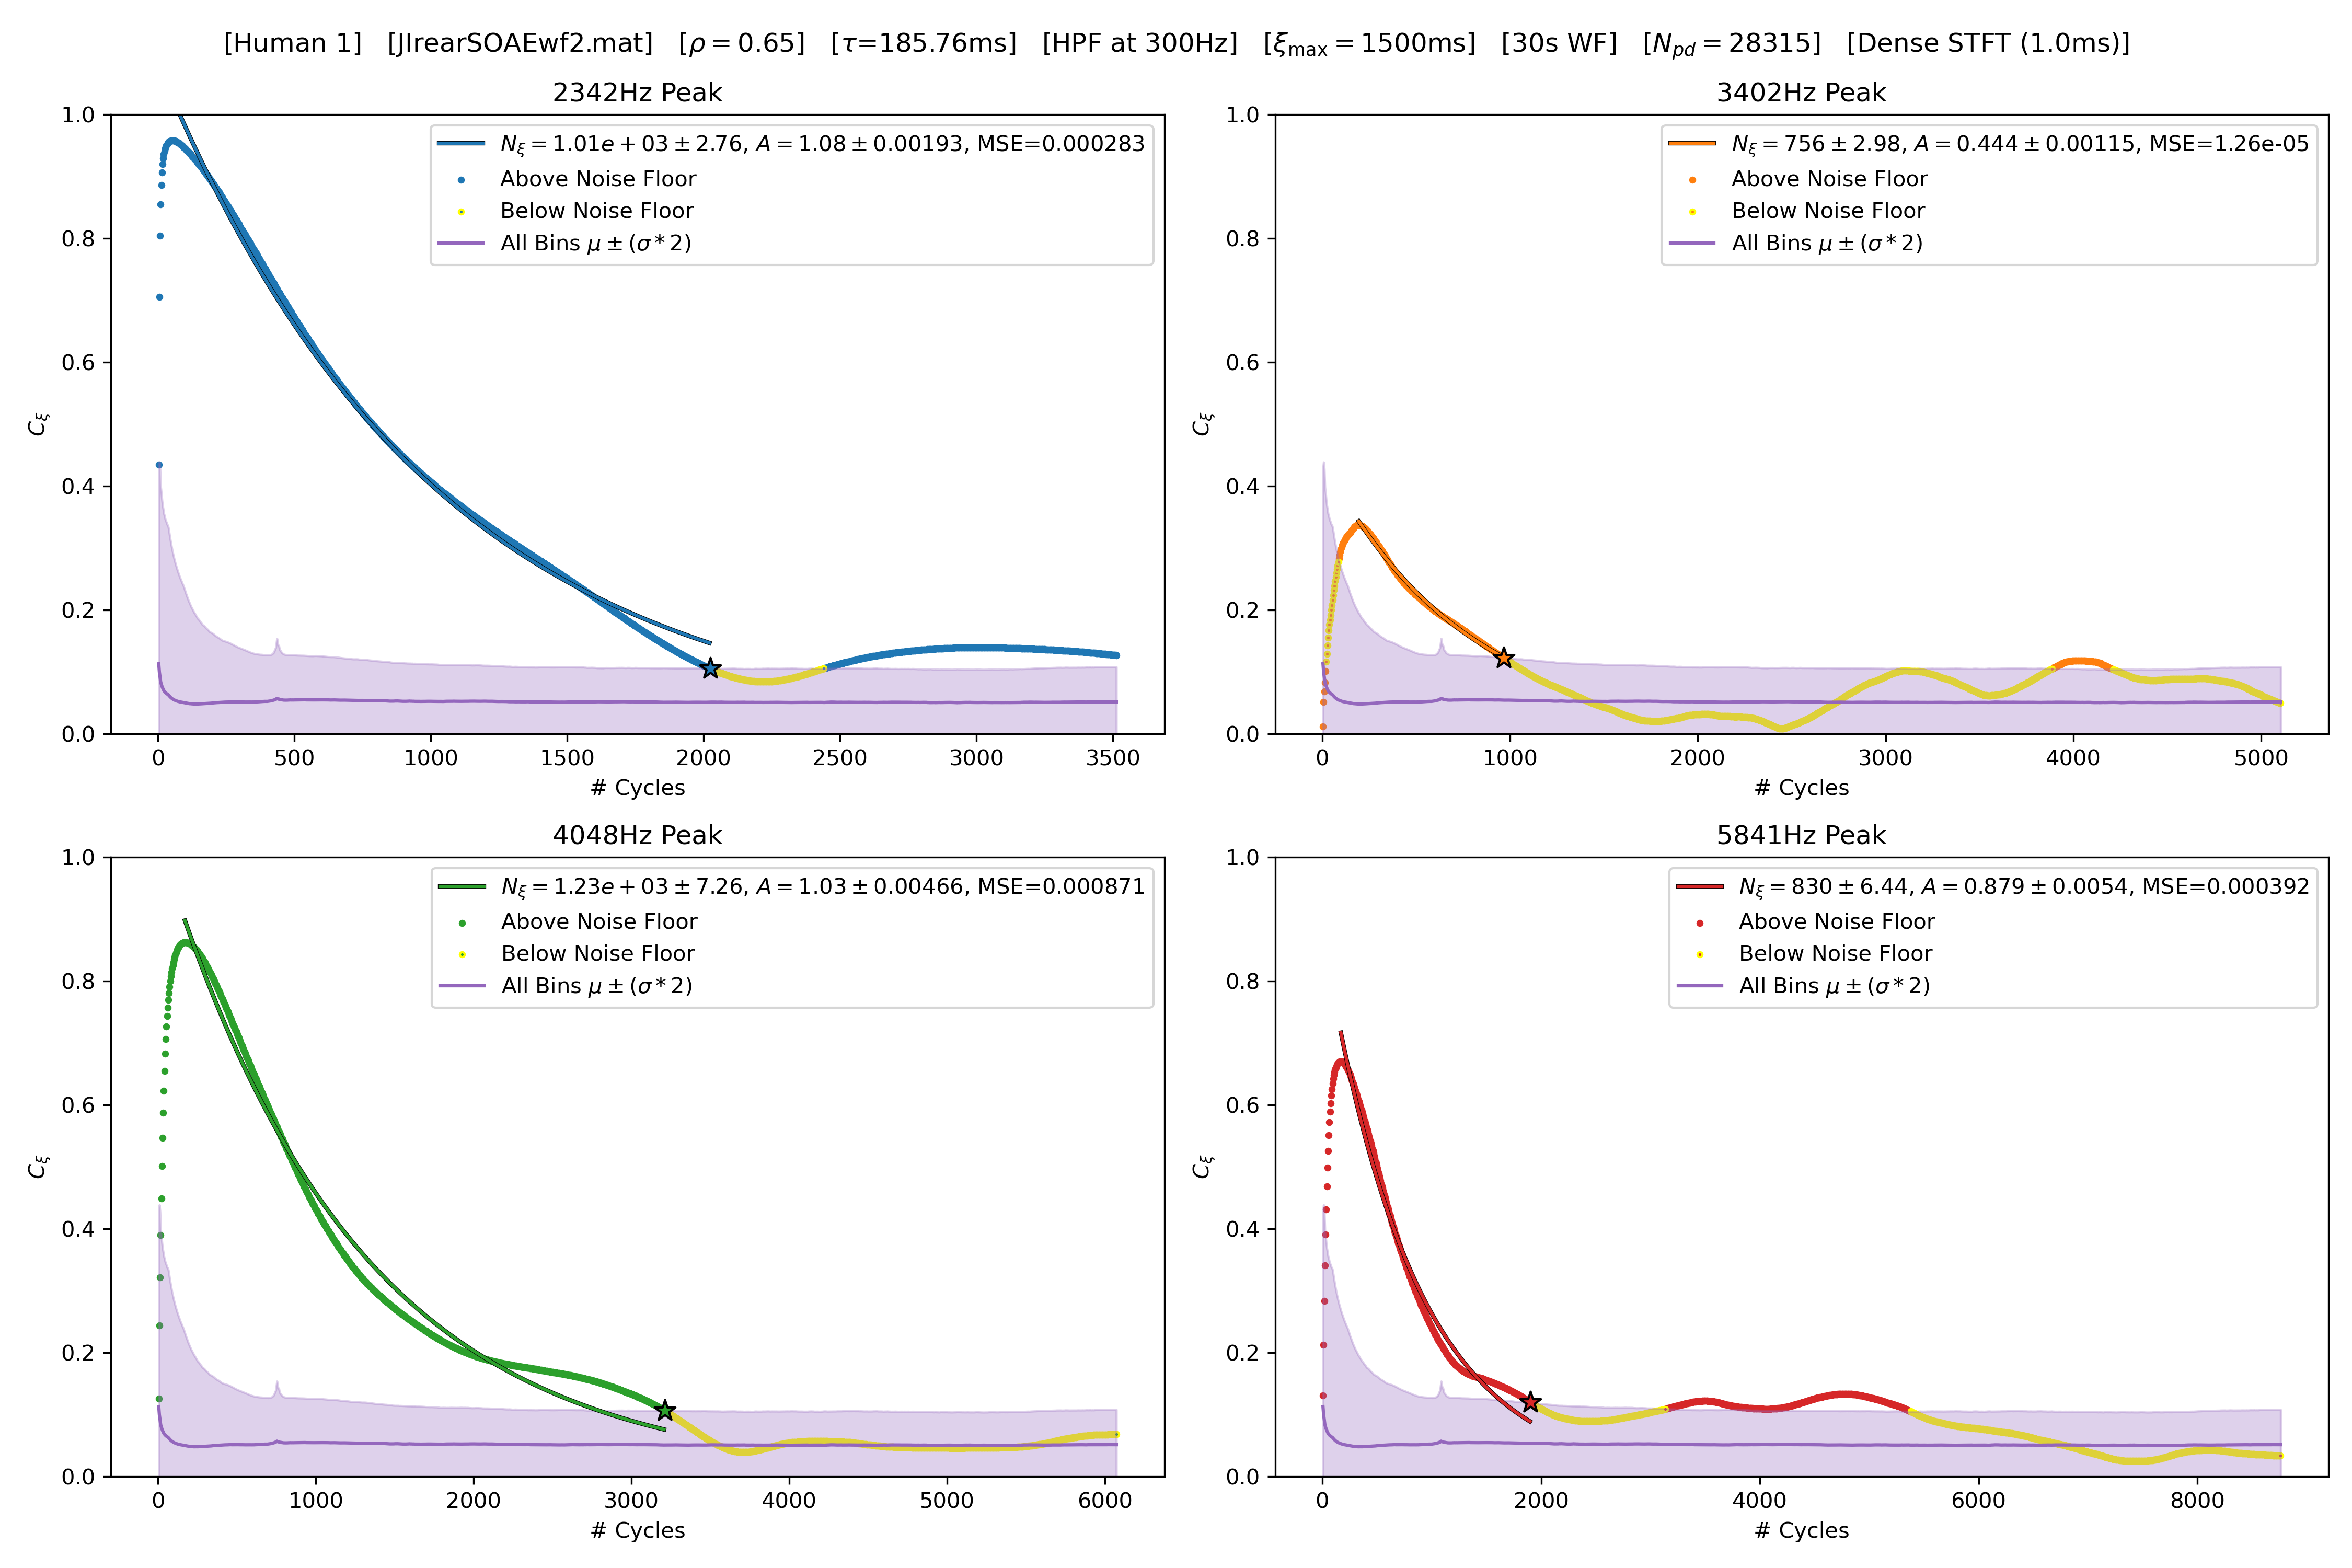 [Human 1] [JIrearSOAEwf2.mat] [ρ = 0.65] [τ=185.76ms] [HPF at 300Hz] [ξmax = 1500ms] [30s WF] [Npd = 28315] [Dense STFT (1.0ms)]
2342Hz Peak
1.0
0.8
0.6
0.4
0.2
0.0
Cξ
Nξ = 1.01e + 03 ± 2.76, A = 1.08 ± 0.00193, MSE=0.000283
Above Noise Floor
Below Noise Floor
All Bins μ ± (σ * 2)
0 500 1000 1500 2000 2500 3000 3500
# Cycles
3402Hz Peak
1.0
0.8
0.6
0.4
0.2
0.0
Cξ
Nξ = 756 ± 2.98, A = 0.444 ± 0.00115, MSE=1.26e-05
Above Noise Floor
Below Noise Floor
All Bins μ ± (σ * 2)
0 1000 2000 3000 4000 5000
# Cycles
4048Hz Peak
1.0
0.8
0.6
0.4
0.2
0.0
Cξ
Nξ = 1.23e + 03 ± 7.26, A = 1.03 ± 0.00466, MSE=0.000871
Above Noise Floor
Below Noise Floor
All Bins μ ± (σ * 2)
0 1000 2000 3000 4000 5000 6000
# Cycles
5841Hz Peak
1.0
0.8
0.6
0.4
0.2
0.0
Cξ
Nξ = 830 ± 6.44, A = 0.879 ± 0.0054, MSE=0.000392
Above Noise Floor
Below Noise Floor
All Bins μ ± (σ * 2)
0 2000 4000 6000 8000
# Cycles